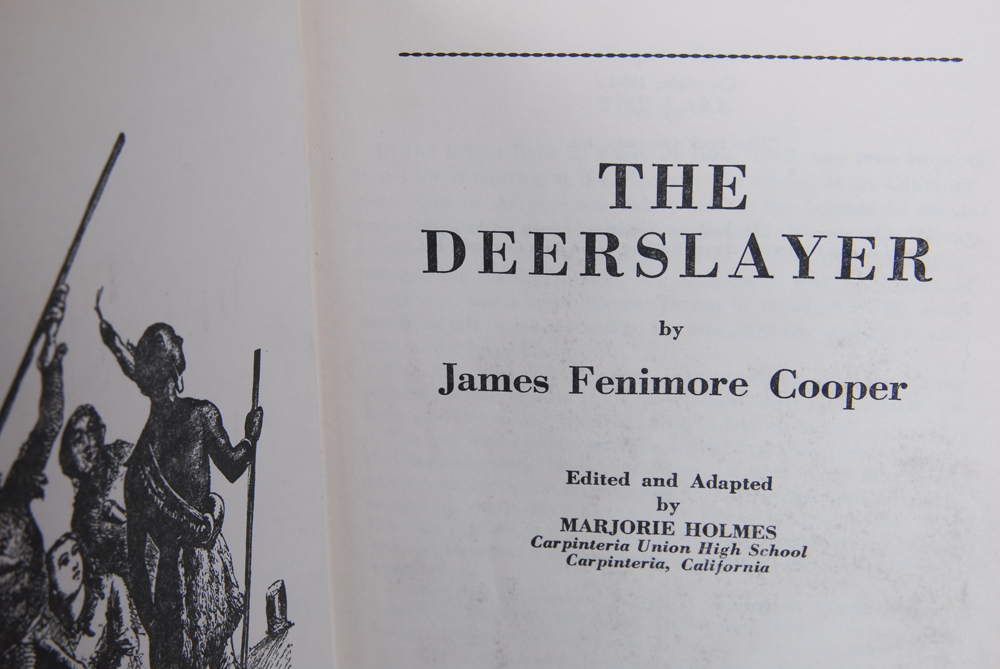 THE
DEERSLAYER
by
James Fenimore Cooper
Edited and Adapted
by
MARJORIE HOLMES
Carpinteria Union High School
Carpinteria, California